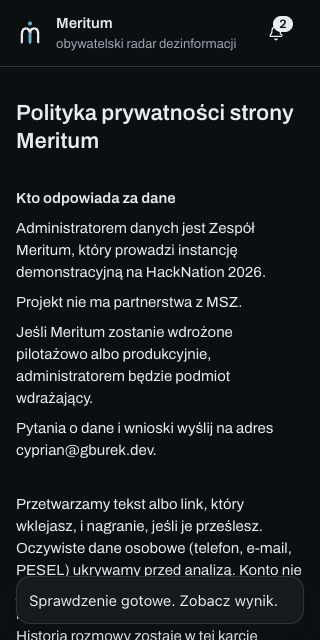 Meritum
obywatelski radar dezinformacji
2
Polityka prywatności strony
Meritum
Kto odpowiada za dane
Administratorem danych jest Zespół
Meritum, który prowadzi instancję
demonstracyjną na HackNation 2026.
Projekt nie ma partnerstwa z MSZ.
Jeśli Meritum zostanie wdrożone
pilotażowo albo produkcyjnie,
administratorem będzie podmiot
wdrażający.
Pytania o dane i wnioski wyślij na adres
cyprian@gburek.dev.
Przetwarzamy tekst albo link, który
wklejasz, i nagranie, jeśli je prześlesz.
Oczywiste dane osobowe (telefon, e-mail,
PESEL) ukrywamy przed analizą. Konto nie
Sprawdzenie gotowe. Zobacz wynik.
Historia rozmowy zostaje w tej karcie